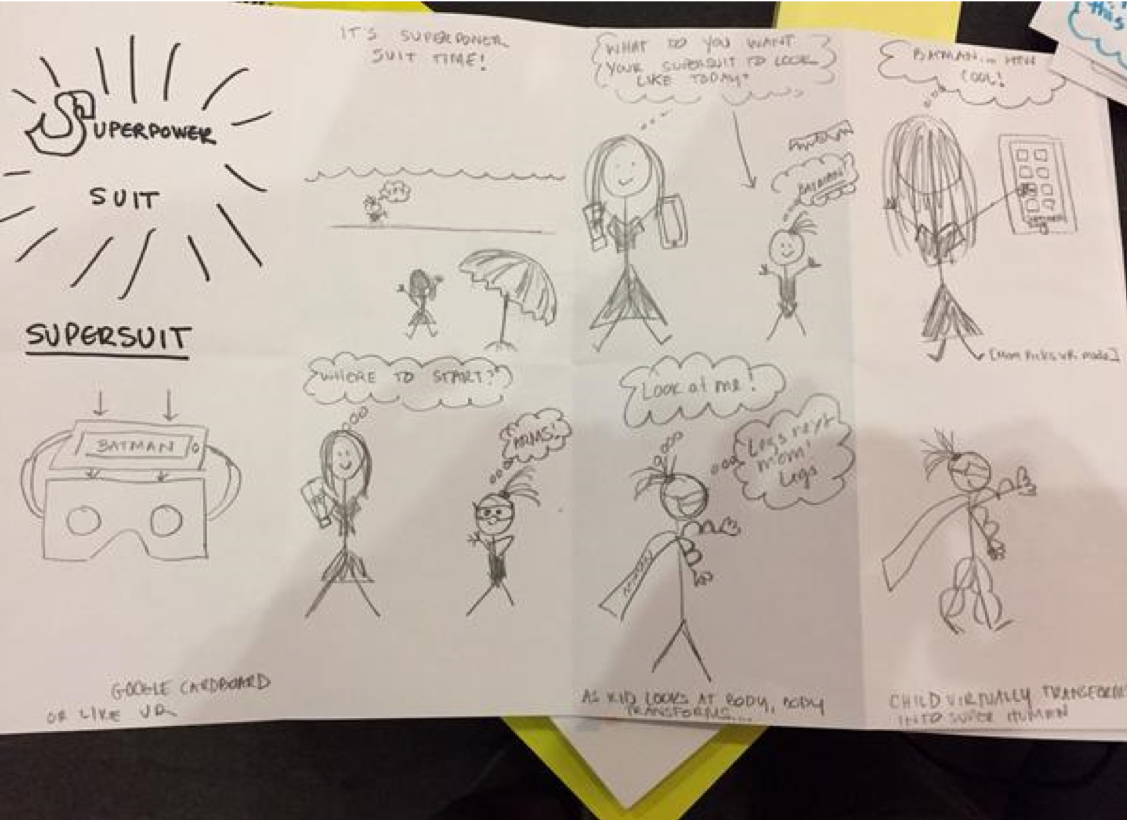 SUPERPOWER
SUIT
IT'S SUPERPOWER
SUIT TIME!
WHAT DO YOU WANT
YOUR SUPERSUIT TO LOOK
LIKE TODAY?
BATMAN!
BATMAN... HMM
COOL!
[Mom Picks VR mode]
SUPERSUIT
BATMAN
GOOGLE CARDBOARD
OR LIKE VR
WHERE TO START?
ARMS!
Look at me!
Legs next
mom!
Legs
AS KID LOOKS AT BODY, BODY
TRANSFORMS....
CHILD VIRTUALLY TRANSFORMS
INTO SUPER HUMAN
this